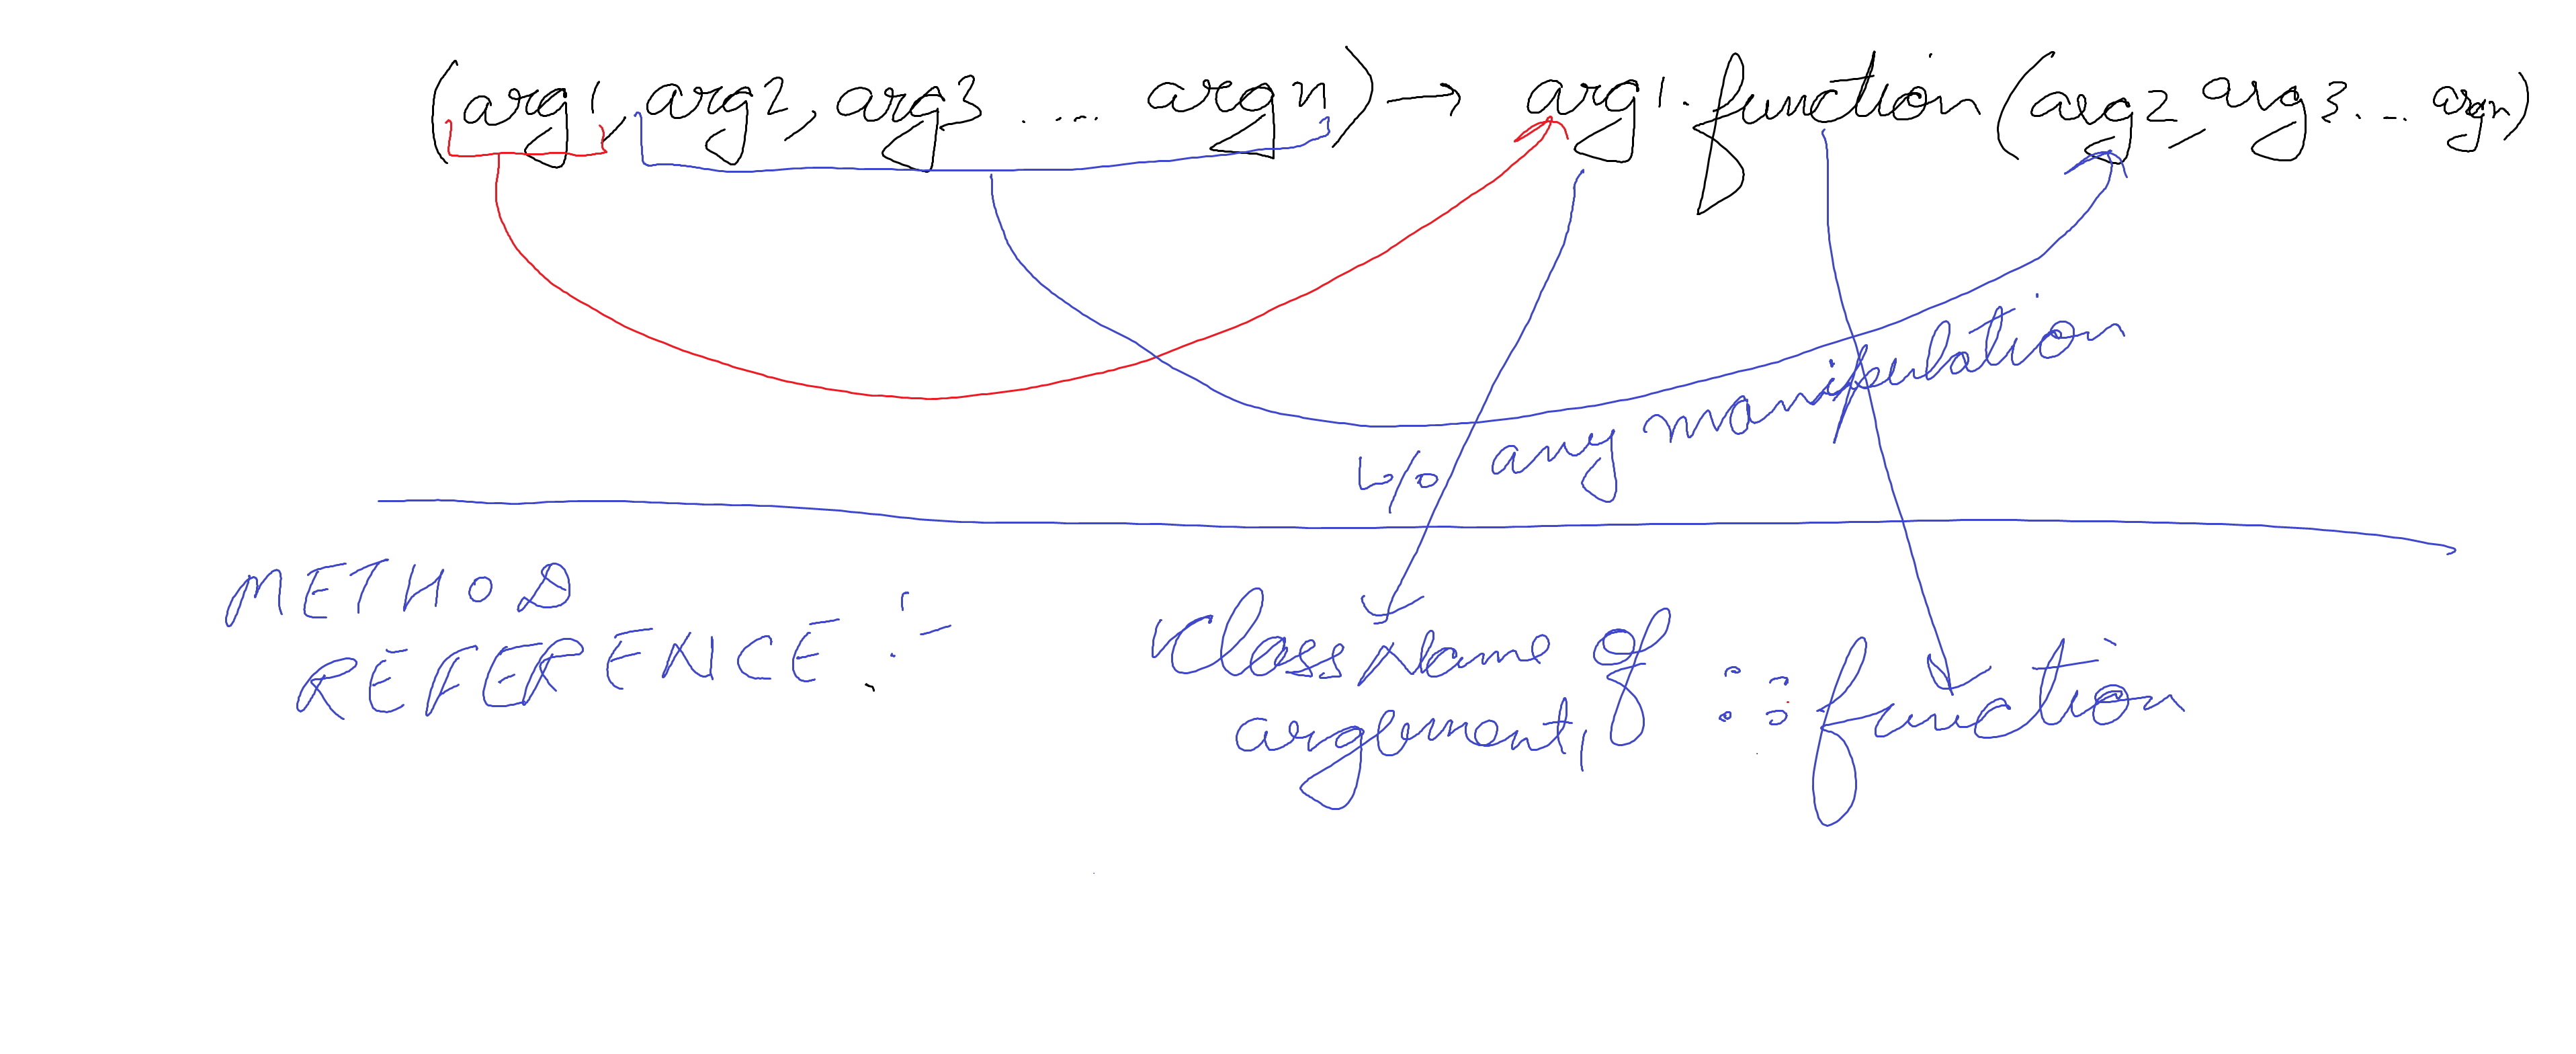 (arg1, arg2, arg3 .... argn) → arg1.function(arg2, arg3... argn)
w/o any manipulation
METHOD
REFERENCE :-
ClassName of
argument1 :: function